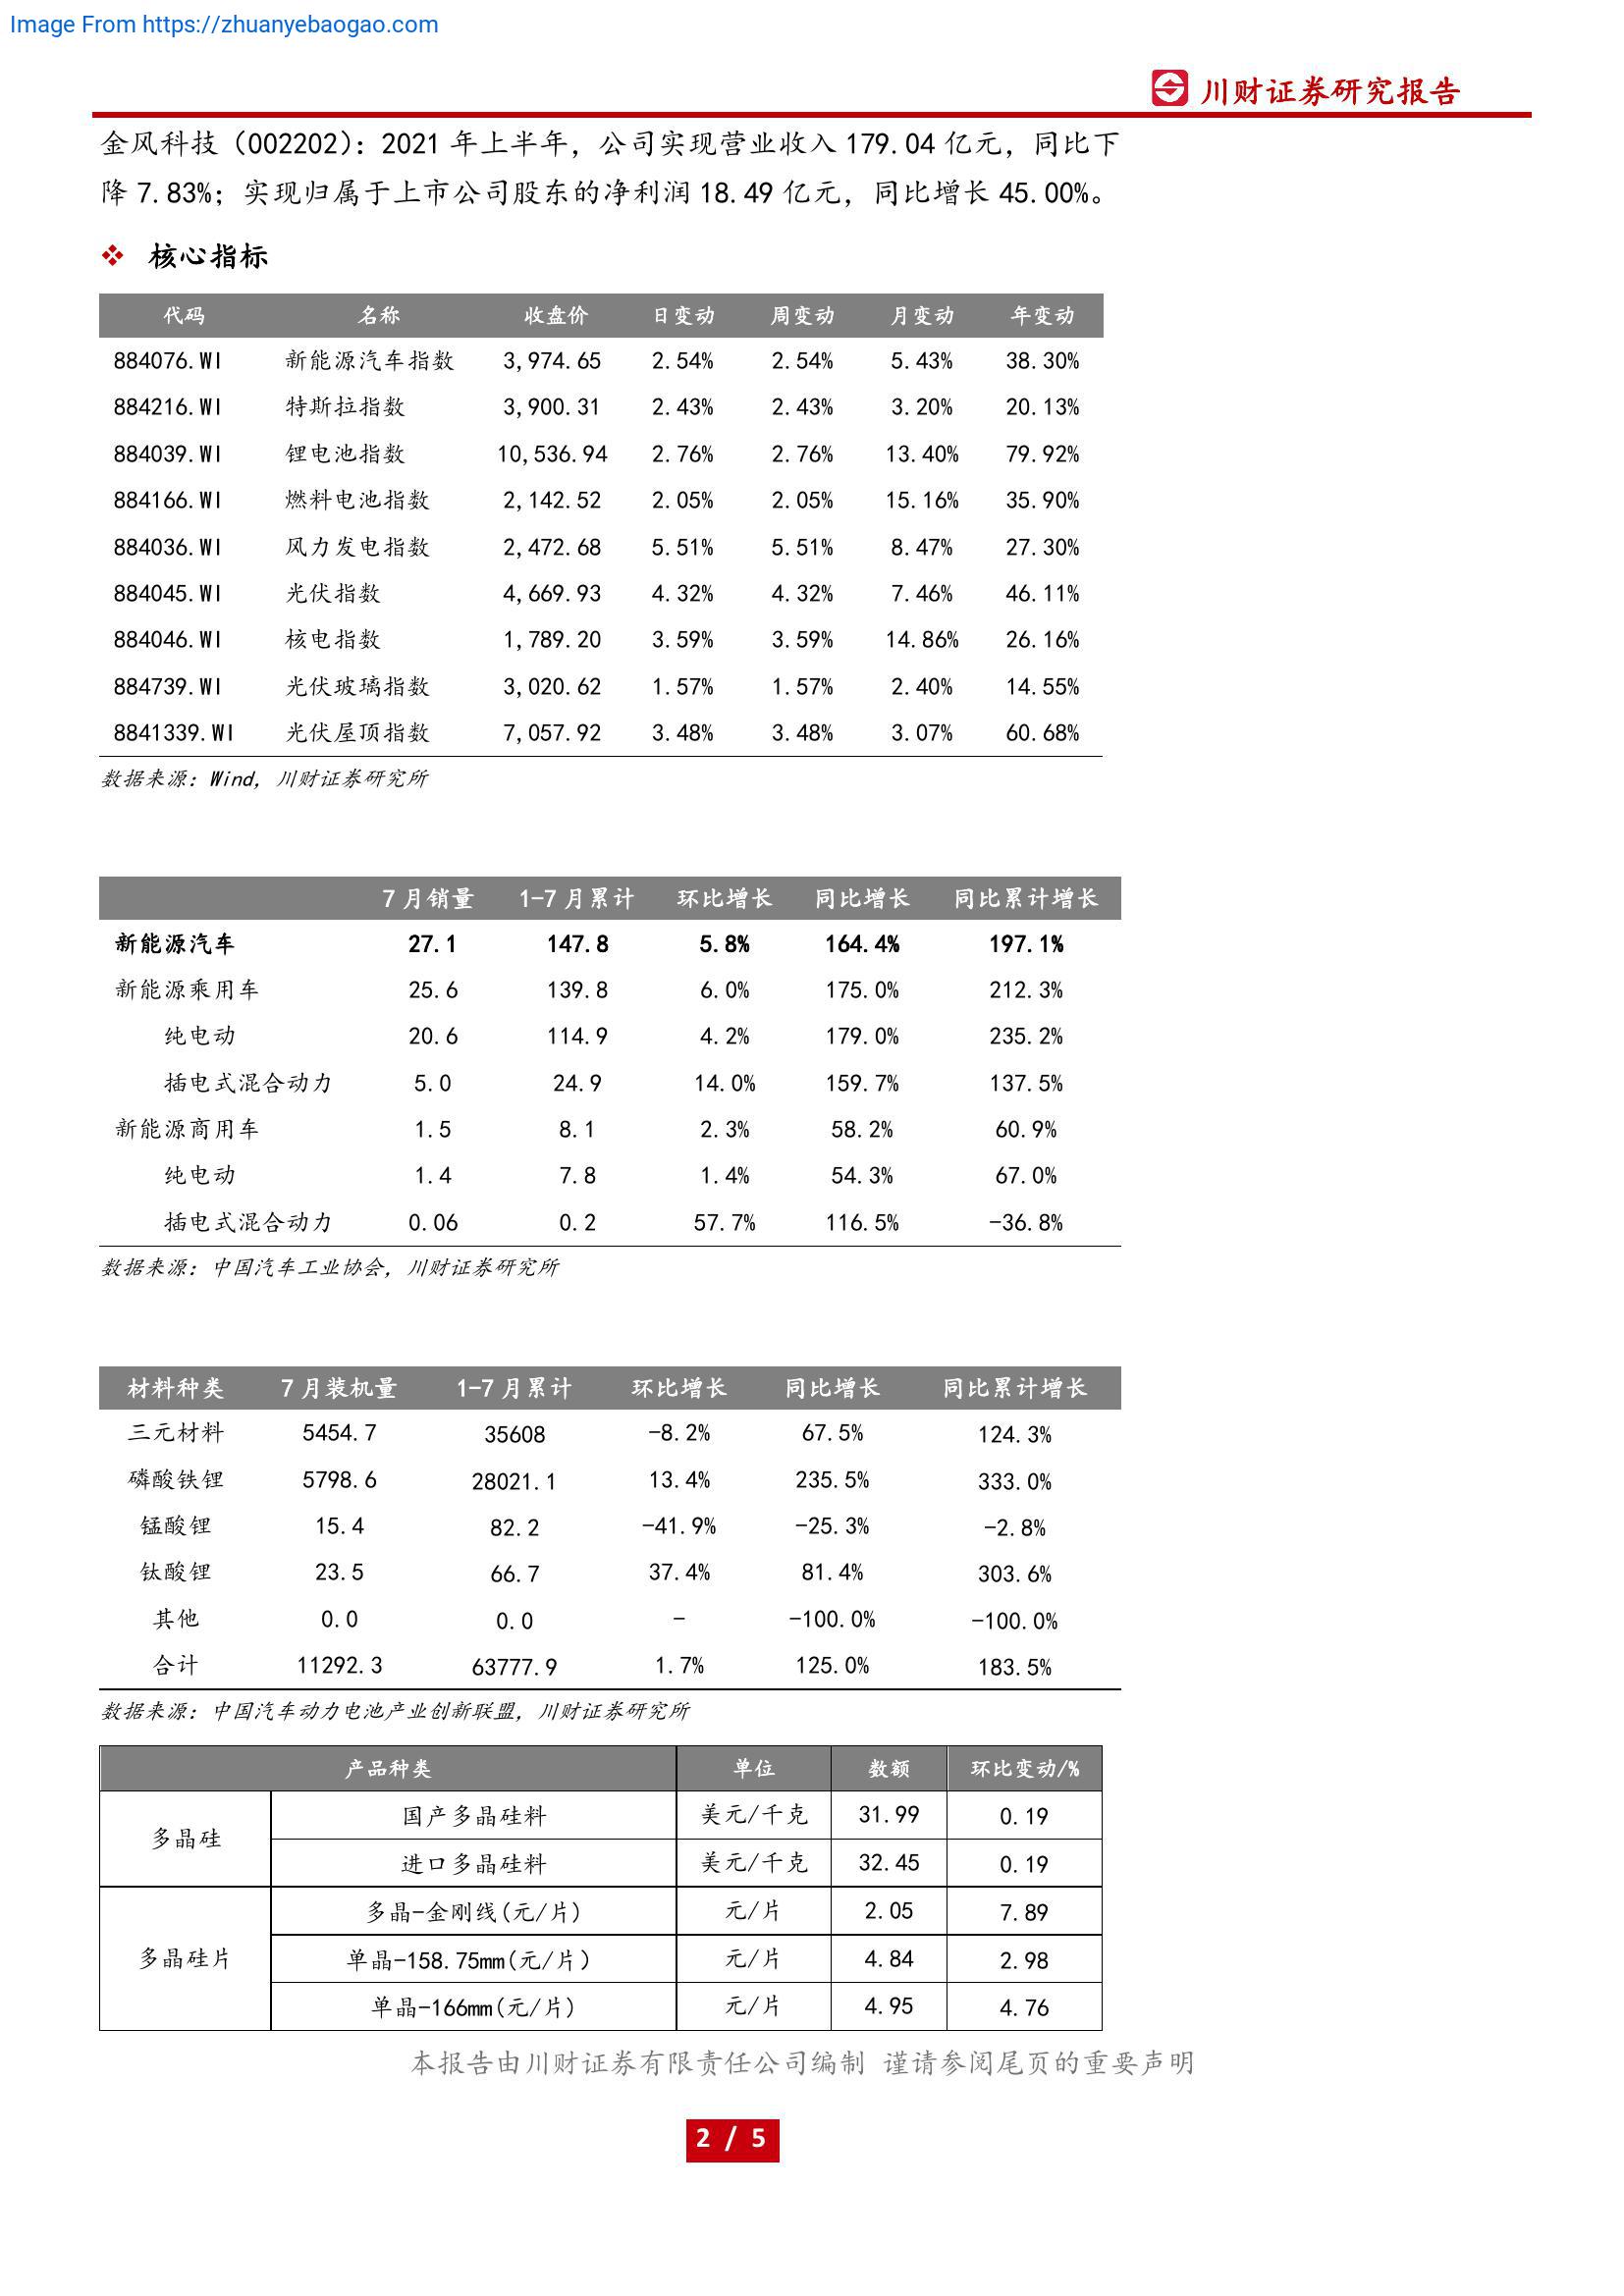 Image From https://zhuanyebaogao.com
川财证券研究报告
金风科技（002202）：2021 年上半年，公司实现营业收入 179.04 亿元，同比下
降 7.83%；实现归属于上市公司股东的净利润 18.49 亿元，同比增长 45.00%。
❖ 核心指标
代码 名称 收盘价 日变动 周变动 月变动 年变动
884076.WI 新能源汽车指数 3,974.65 2.54% 2.54% 5.43% 38.30%
884216.WI 特斯拉指数 3,900.31 2.43% 2.43% 3.20% 20.13%
884039.WI 锂电池指数 10,536.94 2.76% 2.76% 13.40% 79.92%
884166.WI 燃料电池指数 2,142.52 2.05% 2.05% 15.16% 35.90%
884036.WI 风力发电指数 2,472.68 5.51% 5.51% 8.47% 27.30%
884045.WI 光伏指数 4,669.93 4.32% 4.32% 7.46% 46.11%
884046.WI 核电指数 1,789.20 3.59% 3.59% 14.86% 26.16%
884739.WI 光伏玻璃指数 3,020.62 1.57% 1.57% 2.40% 14.55%
8841339.WI 光伏屋顶指数 7,057.92 3.48% 3.48% 3.07% 60.68%
数据来源：Wind，川财证券研究所
7 月销量 1-7 月累计 环比增长 同比增长 同比累计增长
新能源汽车 27.1 147.8 5.8% 164.4% 197.1%
新能源乘用车 25.6 139.8 6.0% 175.0% 212.3%
纯电动 20.6 114.9 4.2% 179.0% 235.2%
插电式混合动力 5.0 24.9 14.0% 159.7% 137.5%
新能源商用车 1.5 8.1 2.3% 58.2% 60.9%
纯电动 1.4 7.8 1.4% 54.3% 67.0%
插电式混合动力 0.06 0.2 57.7% 116.5% -36.8%
数据来源：中国汽车工业协会，川财证券研究所
材料种类 7 月装机量 1-7 月累计 环比增长 同比增长 同比累计增长
三元材料 5454.7 35608 -8.2% 67.5% 124.3%
磷酸铁锂 5798.6 28021.1 13.4% 235.5% 333.0%
锰酸锂 15.4 82.2 -41.9% -25.3% -2.8%
钛酸锂 23.5 66.7 37.4% 81.4% 303.6%
其他 0.0 0.0 - -100.0% -100.0%
合计 11292.3 63777.9 1.7% 125.0% 183.5%
数据来源：中国汽车动力电池产业创新联盟，川财证券研究所
产品种类 单位 数额 环比变动/%
多晶硅 国产多晶硅料 美元/千克 31.99 0.19
进口多晶硅料 美元/千克 32.45 0.19
多晶硅片 多晶-金刚线(元/片) 元/片 2.05 7.89
单晶-158.75mm(元/片) 元/片 4.84 2.98
单晶-166mm(元/片) 元/片 4.95 4.76
本报告由川财证券有限责任公司编制 谨请参阅尾页的重要声明
2 / 5